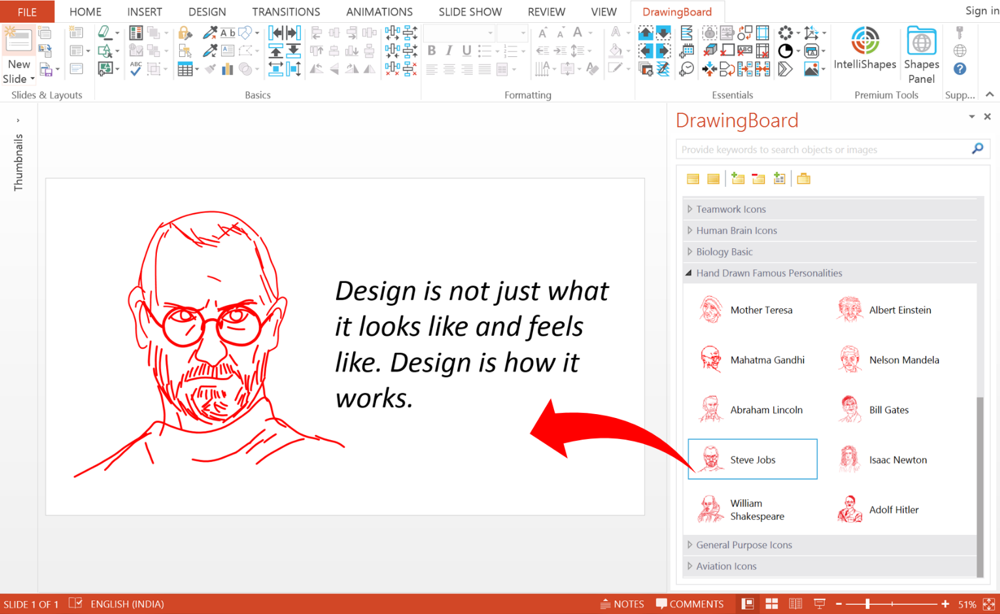 FILE HOME INSERT DESIGN TRANSITIONS ANIMATIONS SLIDE SHOW REVIEW VIEW DrawingBoard Sign in
New
Slide
IntelliShapes
Shapes
Panel
Slides & Layouts Basics Formatting Essentials Premium Tools Supp...
Thumbnails
Design is not just what
it looks like and feels
like. Design is how it
works.
DrawingBoard
Provide keywords to search objects or images
Teamwork Icons
Human Brain Icons
Biology Basic
Hand Drawn Famous Personalities
Mother Teresa Albert Einstein
Mahatma Gandhi Nelson Mandela
Abraham Lincoln Bill Gates
Steve Jobs Isaac Newton
William
Shakespeare
Adolf Hitler
General Purpose Icons
Aviation Icons
SLIDE 1 OF 1 ENGLISH (INDIA) NOTES COMMENTS 51%